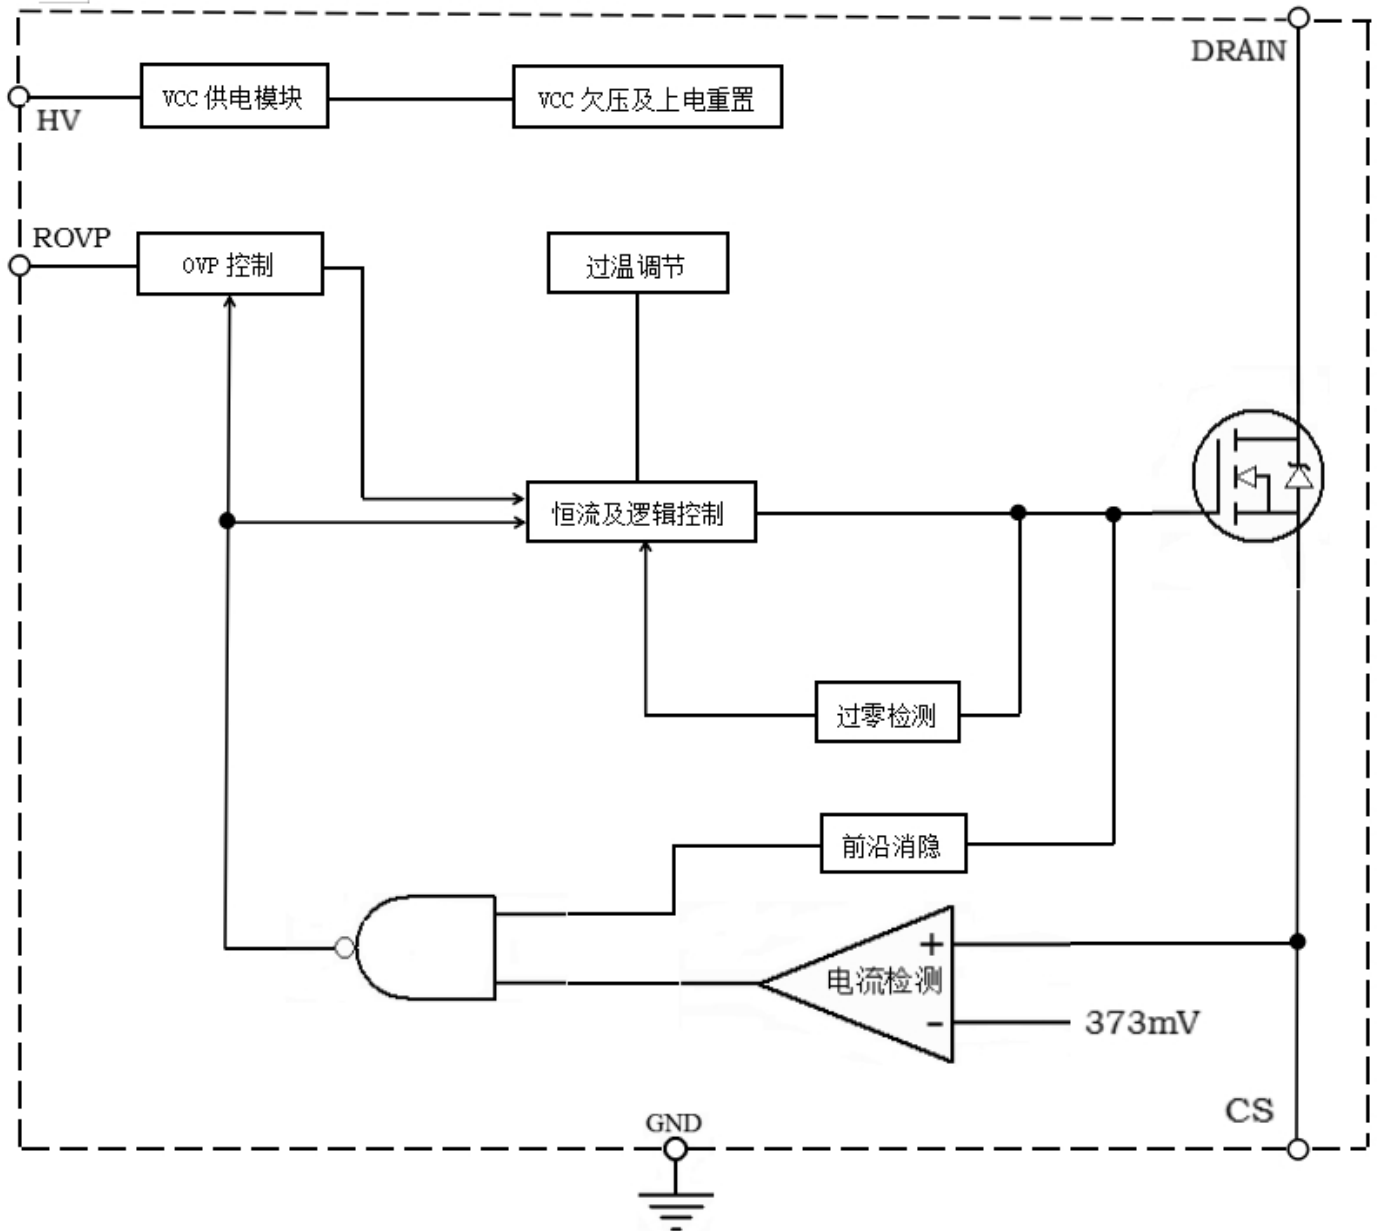 DRAIN
HV
VCC 供电模块
VCC 欠压及上电重置
ROVP
OVP 控制
过温调节
恒流及逻辑控制
过零检测
前沿消隐
+
电流检测
-
373mV
CS
GND